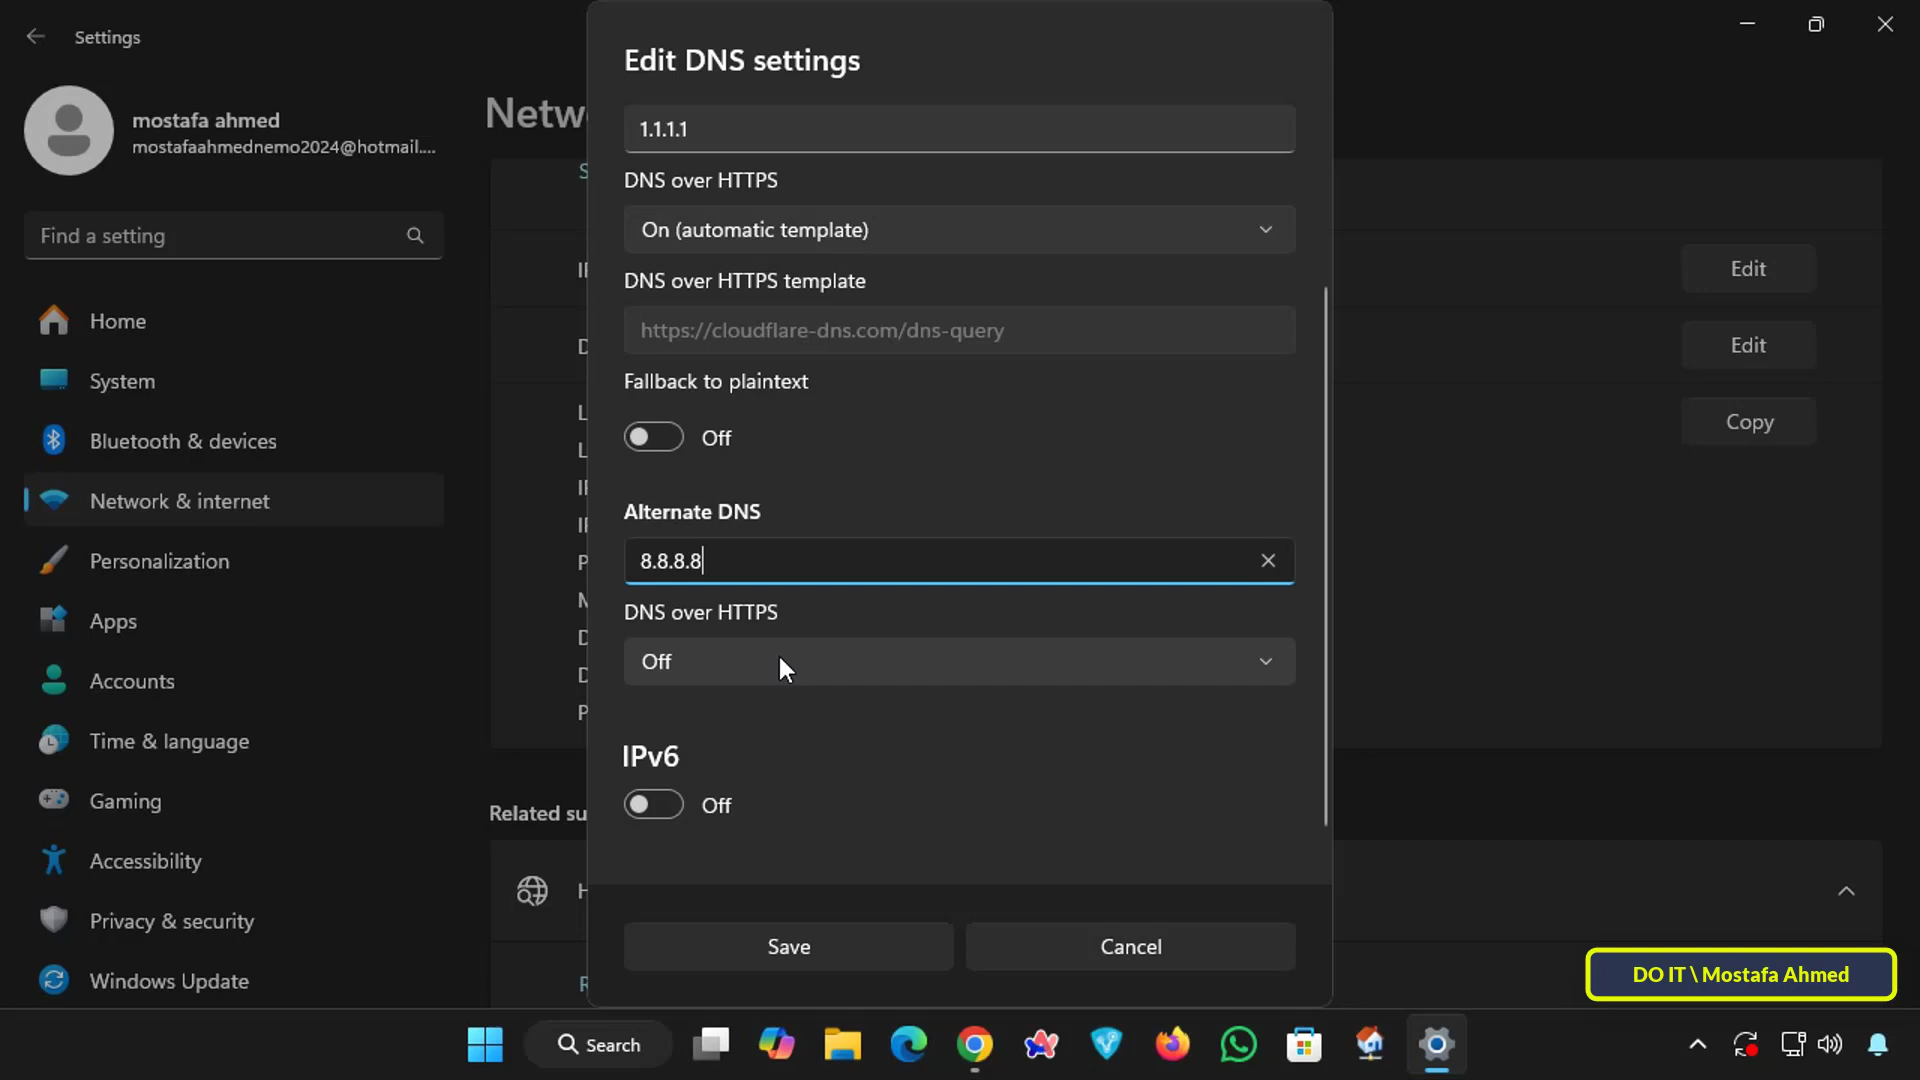 Settings
mostafa ahmed
mostafaahmednemo2024@hotmail....
Find a setting
Home
System
Bluetooth & devices
Network & internet
Personalization
Apps
Accounts
Time & language
Gaming
Accessibility
Privacy & security
Windows Update
Netw
Related su
Edit
Edit
Copy
Edit DNS settings
1.1.1.1
DNS over HTTPS
On (automatic template)
DNS over HTTPS template
https://cloudflare-dns.com/dns-query
Fallback to plaintext
Off
Alternate DNS
8.8.8.8
DNS over HTTPS
Off
IPv6
Off
Save
Cancel
DO IT \ Mostafa Ahmed
Search